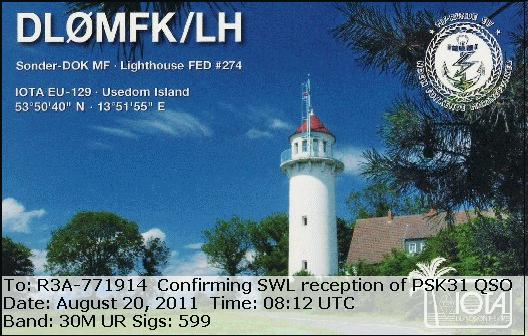 DLØMFK/LH
Sonder-DOK MF · Lighthouse FED #274
IOTA EU-129 · Usedom Island
53°50'40" N · 13°51'55" E
To: R3A-771914 Confirming SWL reception of PSK31 QSO
Date: August 20, 2011 Time: 08:12 UTC
Band: 30M UR Sigs: 599
IOTA